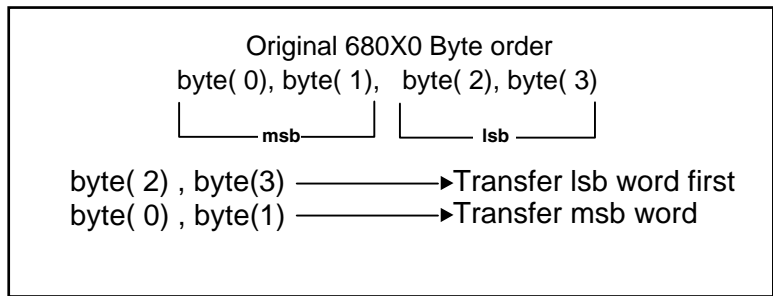 Original 680X0 Byte order
byte( 0), byte( 1), byte( 2), byte( 3)
msb lsb
byte( 2) , byte(3) Transfer lsb word first
byte( 0) , byte(1) Transfer msb word